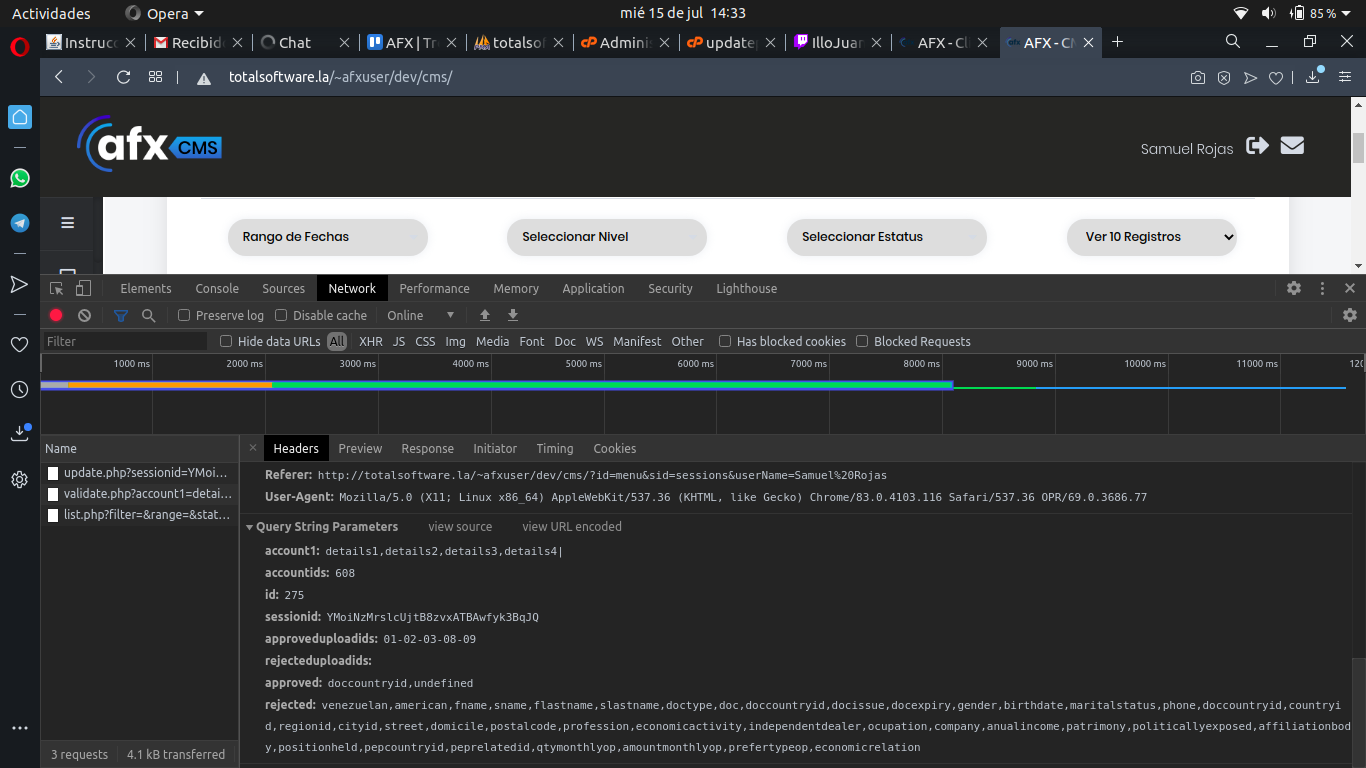 Actividades Opera mié 15 de jul 14:33 85 %
Instrucc Recibid Chat AFX | Tr totalsof Adminis update IlloJuar AFX - Cl AFX - CM
totalsoftware.la/~afxuser/dev/cms/
afx CMS Samuel Rojas
Rango de Fechas Seleccionar Nivel Seleccionar Estatus Ver 10 Registros
Elements Console Sources Network Performance Memory Application Security Lighthouse
Preserve log Disable cache Online
Filter Hide data URLs All XHR JS CSS Img Media Font Doc WS Manifest Other Has blocked cookies Blocked Requests
1000 ms 2000 ms 3000 ms 4000 ms 5000 ms 6000 ms 7000 ms 8000 ms 9000 ms 10000 ms 11000 ms 120
Name × Headers Preview Response Initiator Timing Cookies
update.php?sessionid=YMoi...
validate.php?account1=detai...
list.php?filter=&range=&stat...
Referer: http://totalsoftware.la/~afxuser/dev/cms/?id=menu&sid=sessions&userName=Samuel%20Rojas
User-Agent: Mozilla/5.0 (X11; Linux x86_64) AppleWebKit/537.36 (KHTML, like Gecko) Chrome/83.0.4103.116 Safari/537.36 OPR/69.0.3686.77
Query String Parameters view source view URL encoded
account1: details1,details2,details3,details4|
accountids: 608
id: 275
sessionid: YMoiNzMrslcUjtB8zvxATBAwfyk3BqJQ
approveduploadids: 01-02-03-08-09
rejecteduploadids:
approved: doccountryid,undefined
rejected: venezuelan,american,fname,sname,flastname,slastname,doctype,doc,doccountryid,docissue,docexpiry,gender,birthdate,maritalstatus,phone,doccountryid,countryi
d,regionid,cityid,street,domicile,postalcode,profession,economicactivity,independentdealer,ocupation,company,anualincome,patrimony,politicallyexposed,affiliationbod
y,positionheld,pepcountryid,peprelatedid,qtymonthlyop,amountmonthlyop,prefertypeop,economicrelation
3 requests 4.1 kB transferred